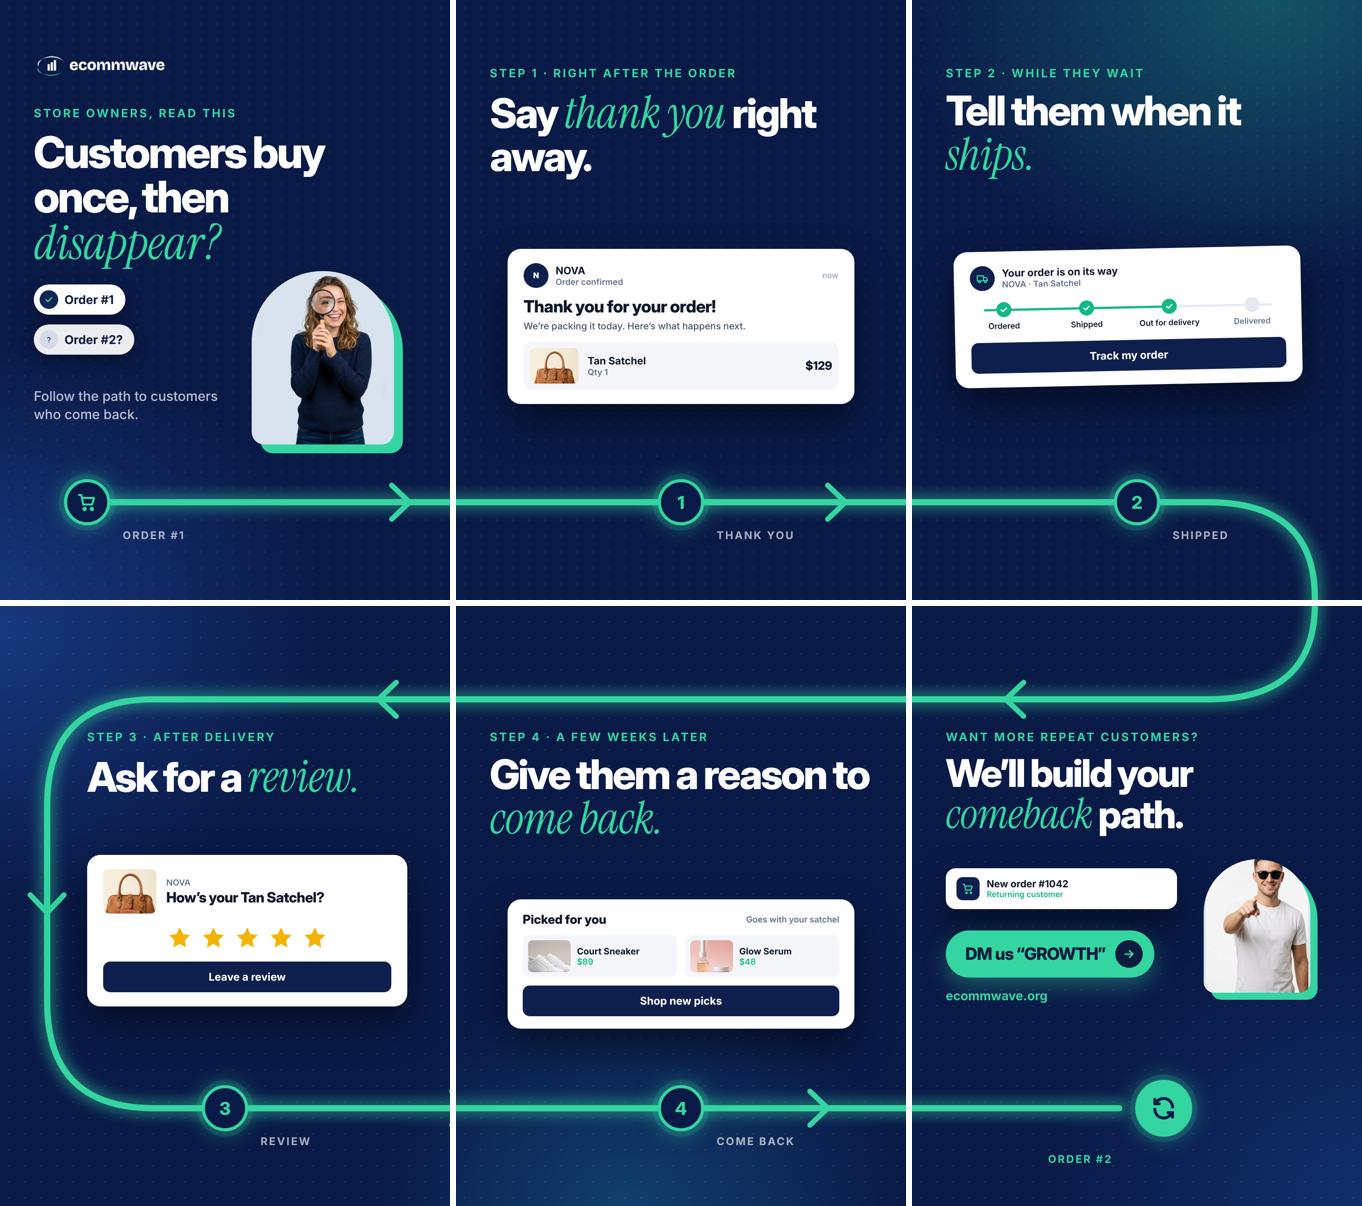 ecommwave
STORE OWNERS, READ THIS
Customers buy
once, then
disappear?
Order #1
? Order #2?
Follow the path to customers
who come back.
ORDER #1
STEP 1 · RIGHT AFTER THE ORDER
Say thank you right
away.
N NOVA
Order confirmed
now
Thank you for your order!
We’re packing it today. Here’s what happens next.
Tan Satchel
Qty 1
$129
1
THANK YOU
STEP 2 · WHILE THEY WAIT
Tell them when it
ships.
Your order is on its way
NOVA · Tan Satchel
Ordered Shipped Out for delivery Delivered
Track my order
2
SHIPPED
STEP 3 · AFTER DELIVERY
Ask for a review.
NOVA
How’s your Tan Satchel?
Leave a review
3
REVIEW
STEP 4 · A FEW WEEKS LATER
Give them a reason to
come back.
Picked for you
Goes with your satchel
Court Sneaker
$89
Glow Serum
$48
Shop new picks
4
COME BACK
WANT MORE REPEAT CUSTOMERS?
We’ll build your
comeback path.
New order #1042
Returning customer
DM us “GROWTH”
ecommwave.org
ORDER #2